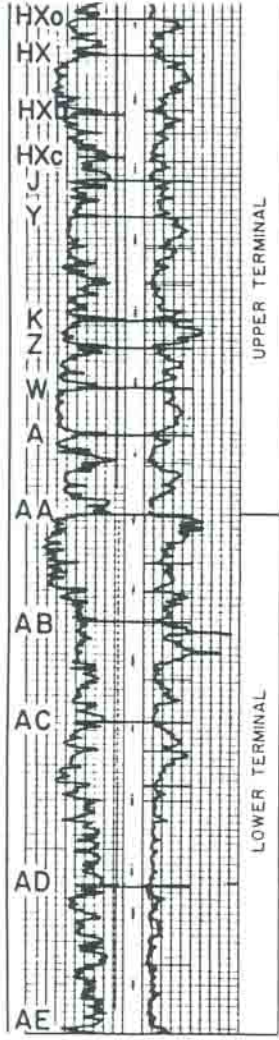 HXo
HX
HX
HXc
J
Y
K
Z
W
A
AA
AB
AC
AD
AE
UPPER TERMINAL
LOWER TERMINAL